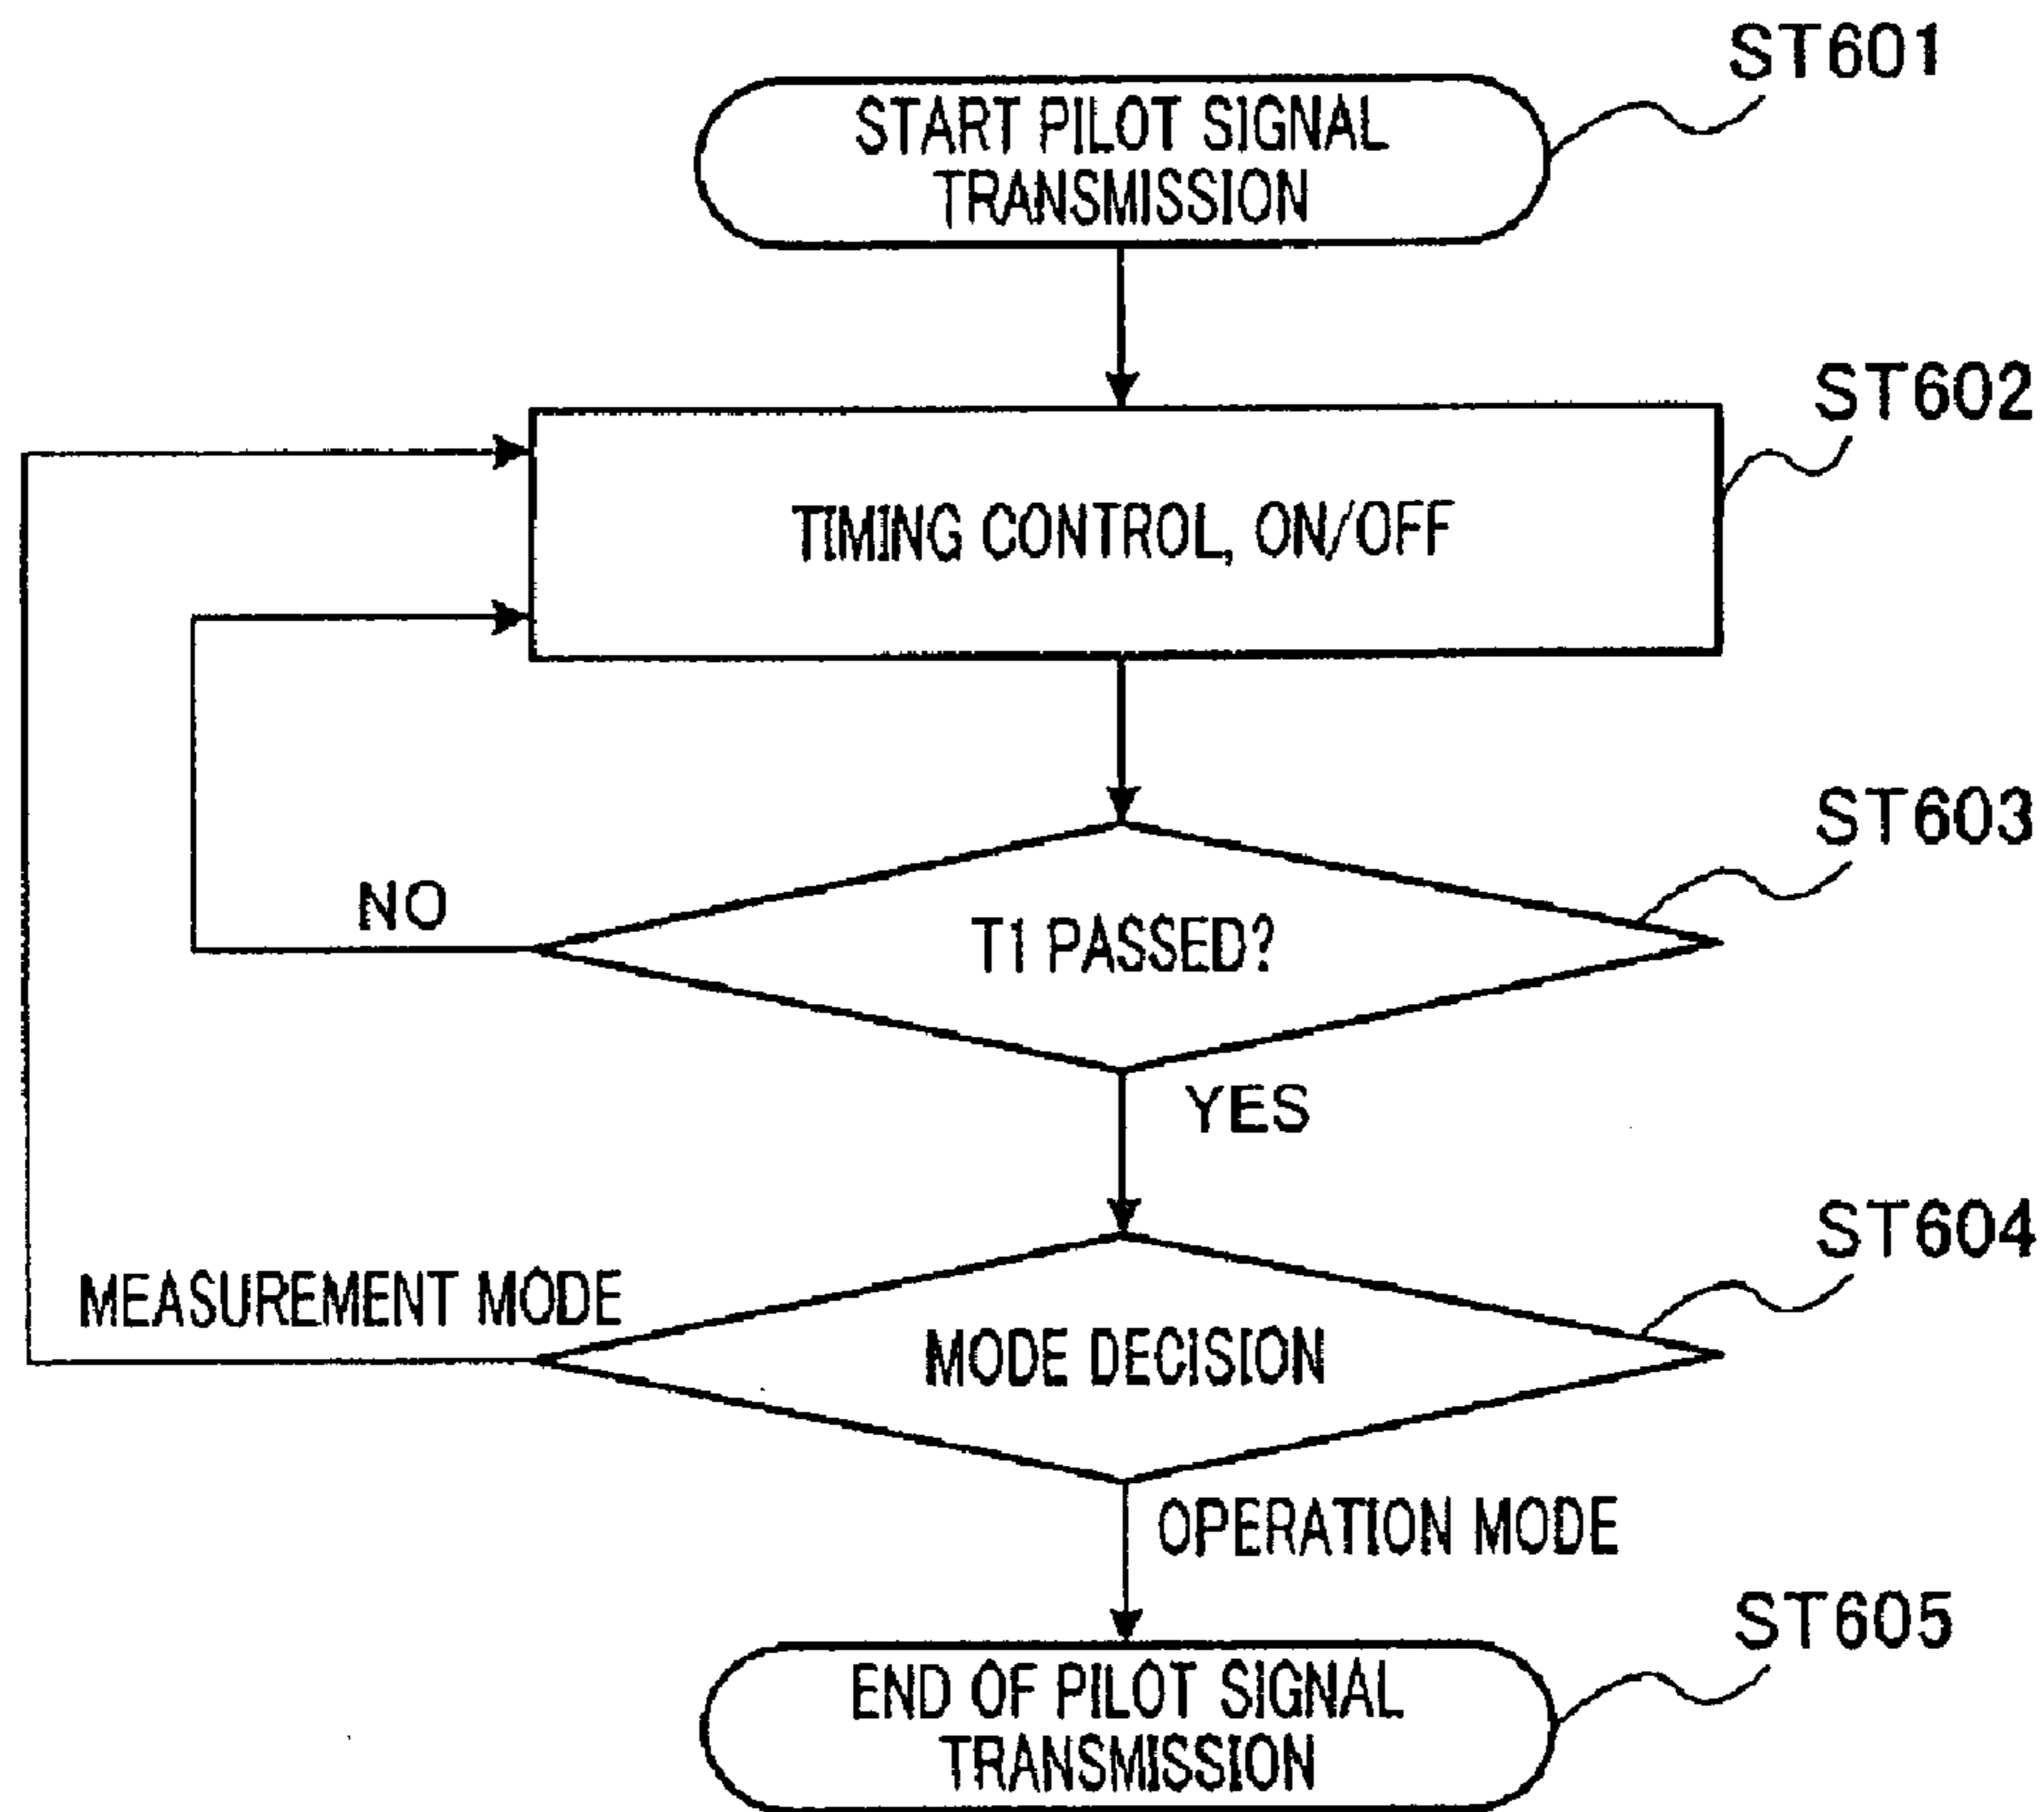 ST601
START PILOT SIGNAL
TRANSMISSION
ST602
TIMING CONTROL, ON/OFF
ST603
NO
T1 PASSED?
YES
ST604
MEASUREMENT MODE
MODE DECISION
OPERATION MODE
ST605
END OF PILOT SIGNAL
TRANSMISSION